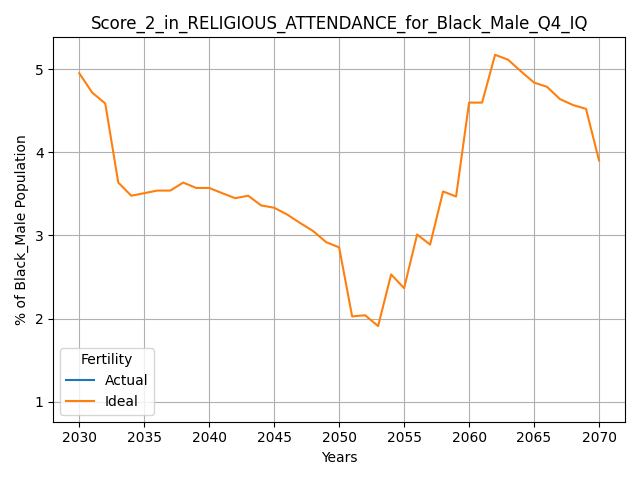 Score_2_in_RELIGIOUS_ATTENDANCE_for_Black_Male_Q4_IQ
% of Black_Male Population
5
4
3
2
1
Fertility
Actual
Ideal
2030 2035 2040 2045 2050 2055 2060 2065 2070
Years